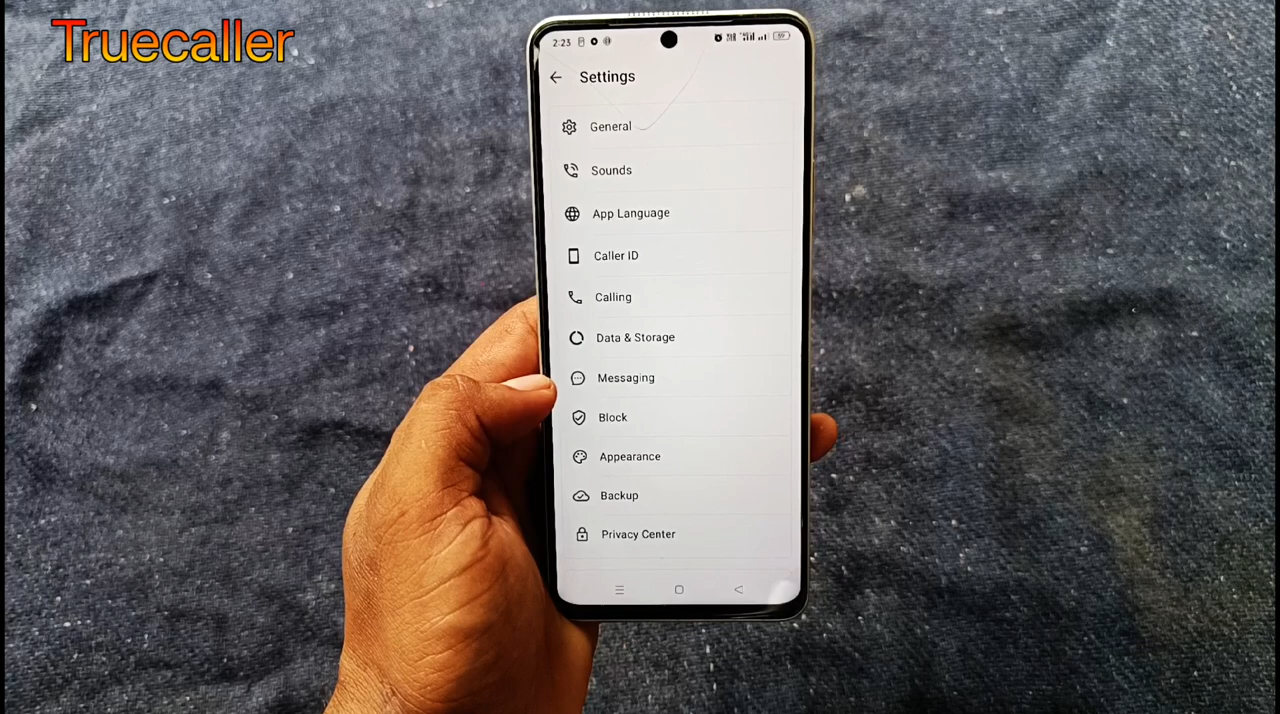 Truecaller
2:23
Settings
General
Sounds
App Language
Caller ID
Calling
Data & Storage
Messaging
Block
Appearance
Backup
Privacy Center